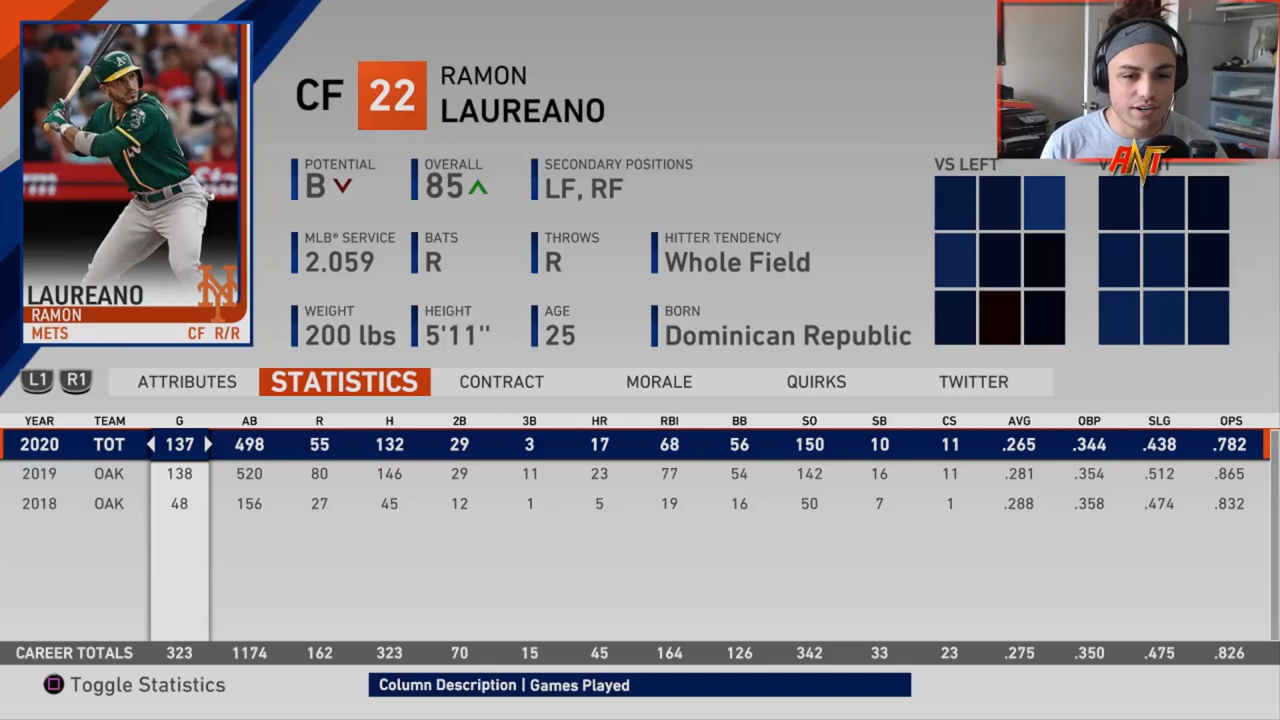 CF 22 RAMON
LAUREANO
POTENTIAL OVERALL SECONDARY POSITIONS
B 85 LF, RF
MLB® SERVICE BATS THROWS HITTER TENDENCY
2.059 R R Whole Field
WEIGHT HEIGHT AGE BORN
200 lbs 5'11" 25 Dominican Republic
VS LEFT
ANT
A's
LAUREANO
RAMON
METS CF R/R
NY
L1 R1 ATTRIBUTES STATISTICS CONTRACT MORALE QUIRKS TWITTER
YEAR TEAM G AB R H 2B 3B HR RBI BB SO SB CS AVG OBP SLG OPS
2020 TOT 137 498 55 132 29 3 17 68 56 150 10 11 .265 .344 .438 .782
2019 OAK 138 520 80 146 29 11 23 77 54 142 16 11 .281 .354 .512 .865
2018 OAK 48 156 27 45 12 1 5 19 16 50 7 1 .288 .358 .474 .832
CAREER TOTALS 323 1174 162 323 70 15 45 164 126 342 33 23 .275 .350 .475 .826
Toggle Statistics
Column Description | Games Played